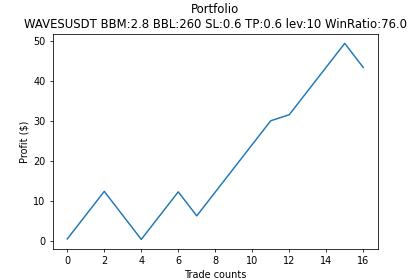 Portfolio
WAVESUSDT BBM:2.8 BBL:260 SL:0.6 TP:0.6 lev:10 WinRatio:76.0
50
40
30
20
10
0
Profit ($)
0 2 4 6 8 10 12 14 16
Trade counts